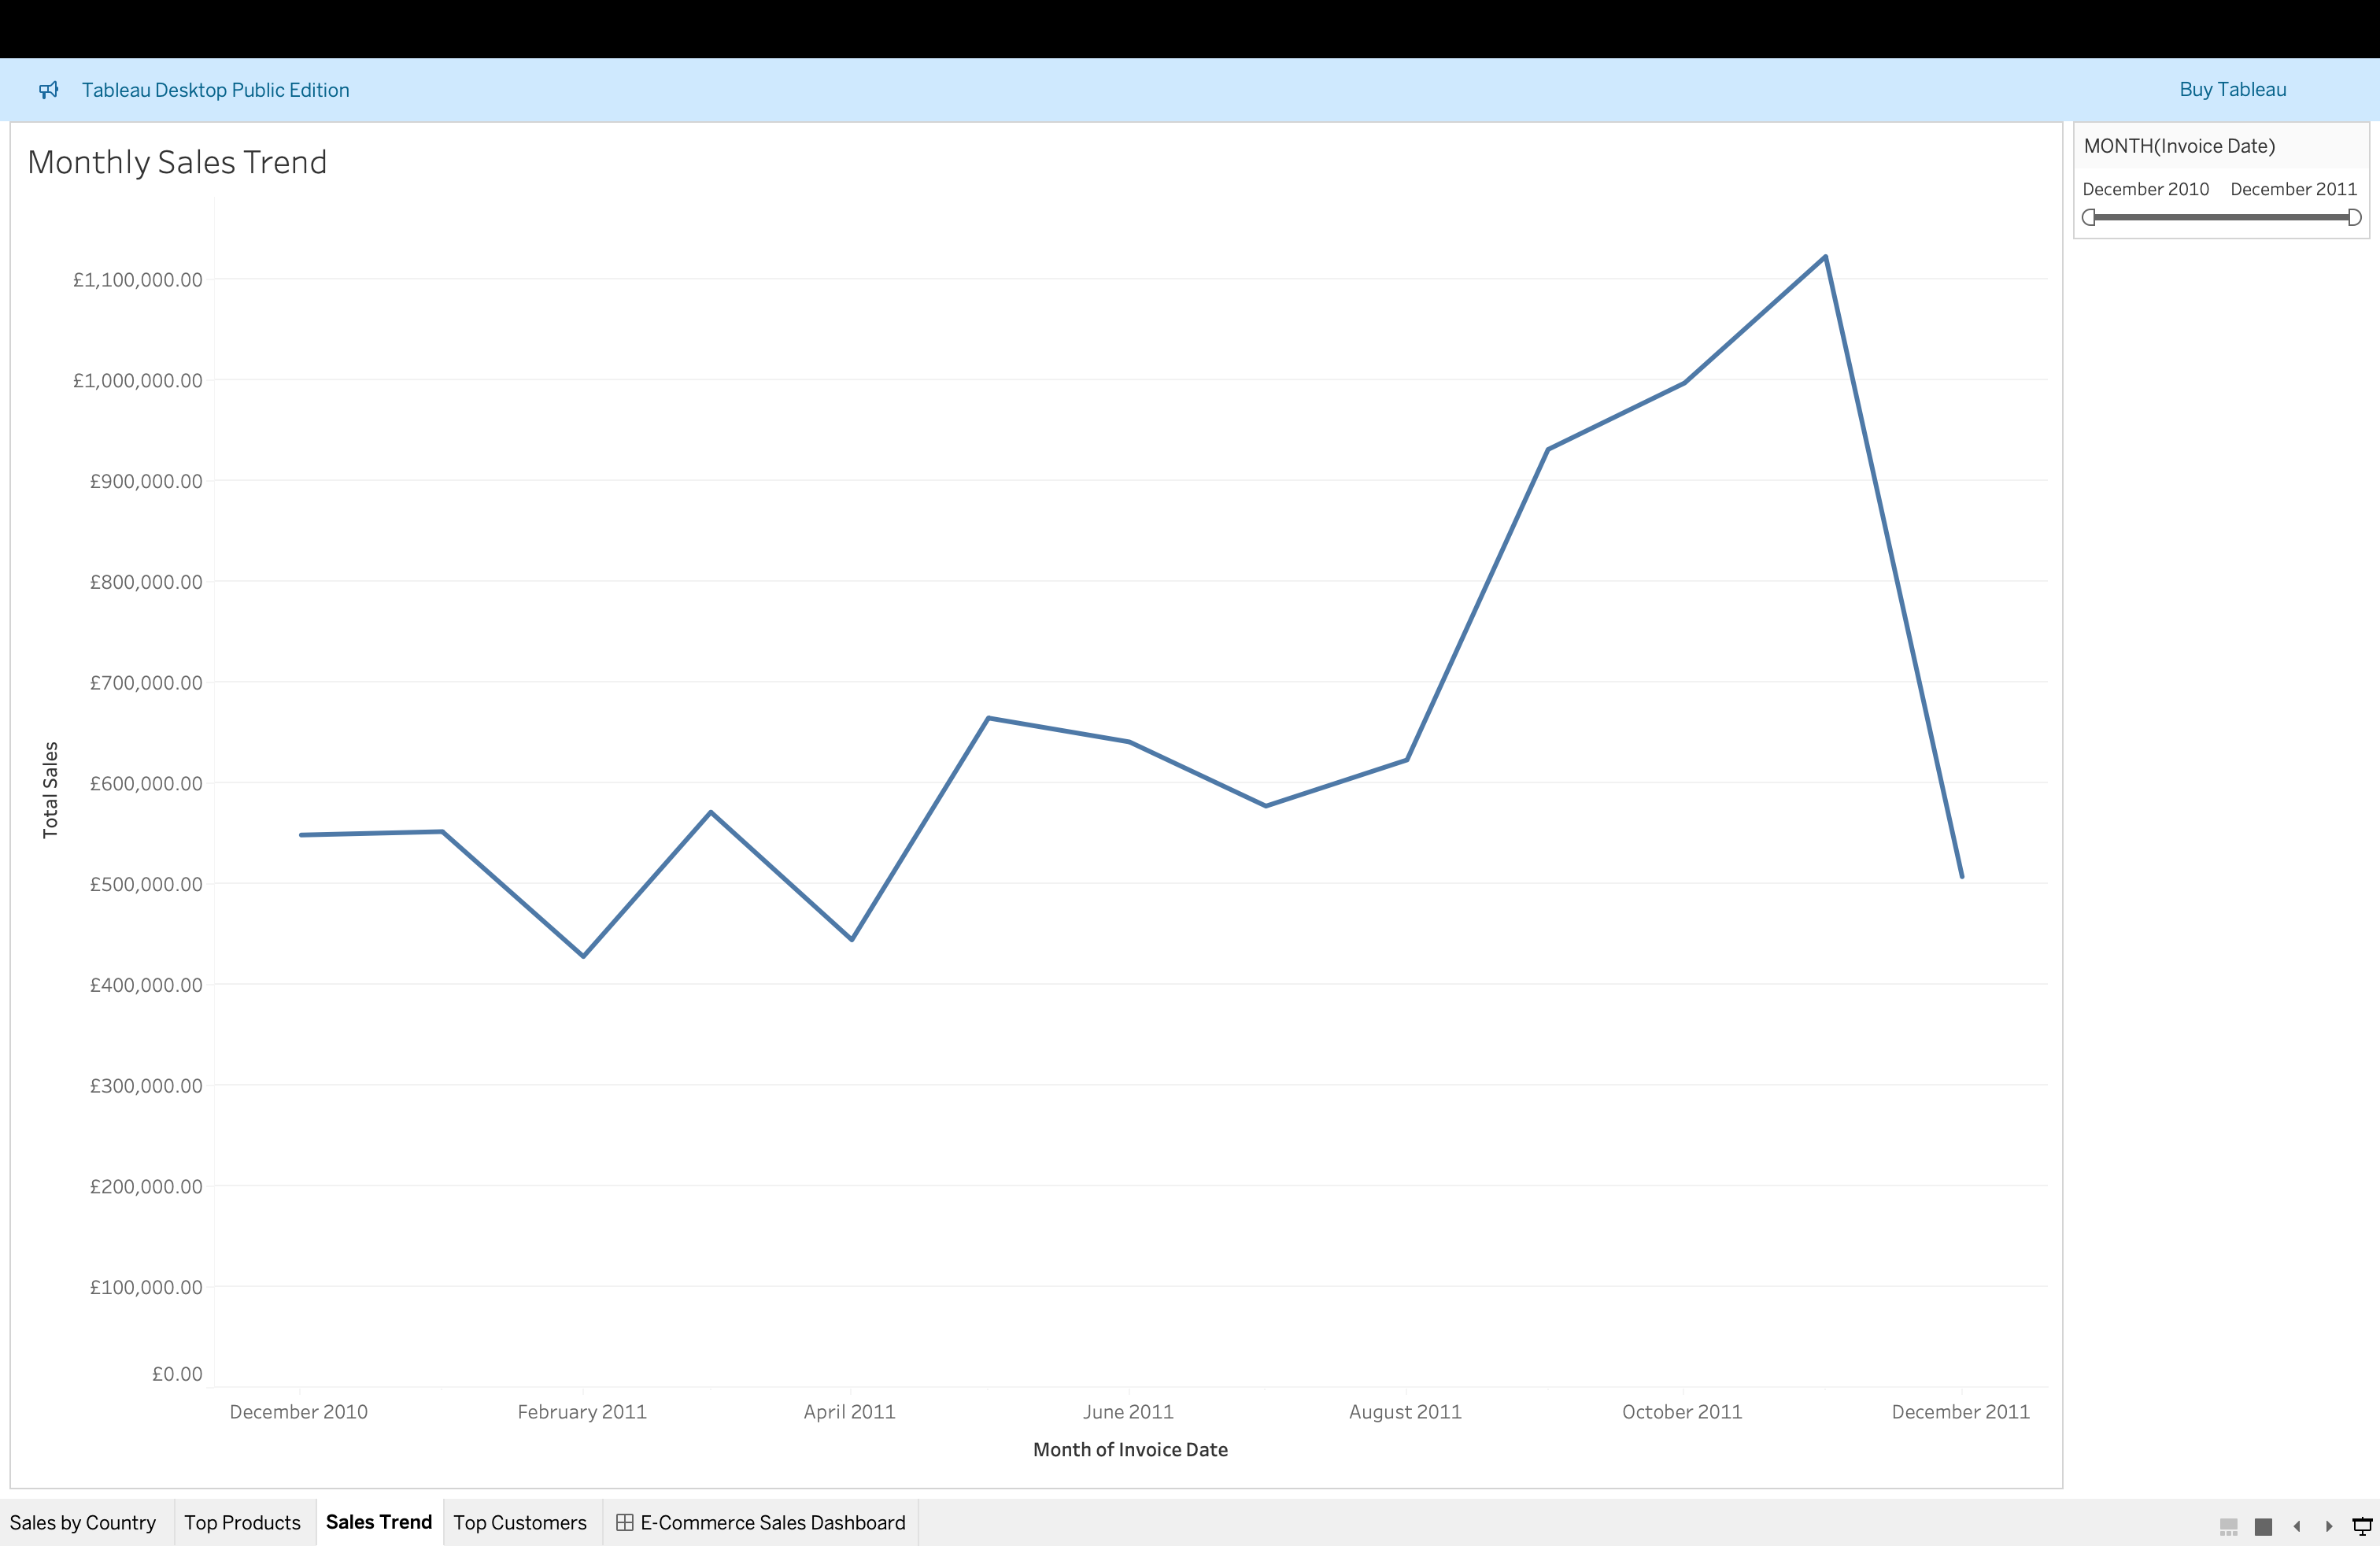 Tableau Desktop Public Edition
Buy Tableau
Monthly Sales Trend
MONTH(Invoice Date)
December 2010 December 2011
£1,100,000.00
£1,000,000.00
£900,000.00
£800,000.00
£700,000.00
£600,000.00
£500,000.00
£400,000.00
£300,000.00
£200,000.00
£100,000.00
£0.00
Total Sales
December 2010 February 2011 April 2011 June 2011 August 2011 October 2011 December 2011
Month of Invoice Date
Sales by Country Top Products Sales Trend Top Customers E-Commerce Sales Dashboard